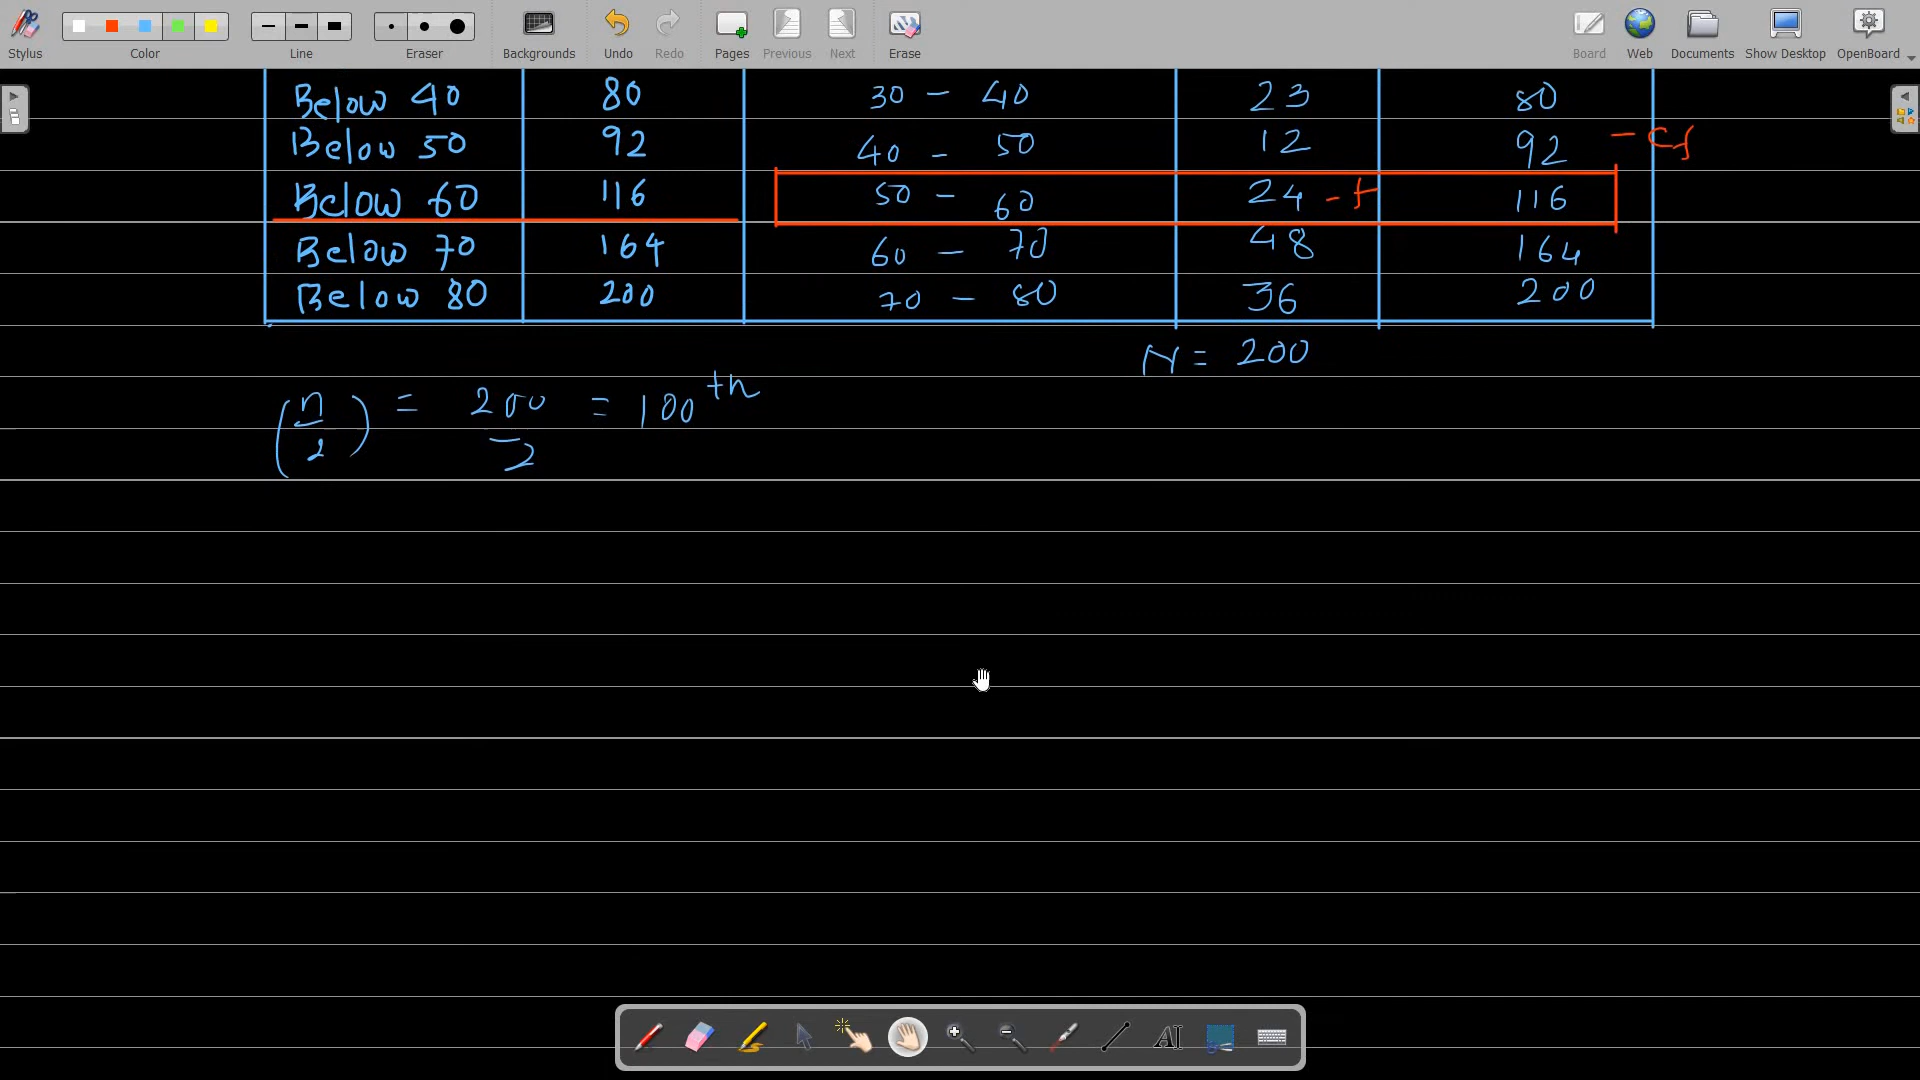 Stylus Color Line Eraser Backgrounds Undo Redo Pages Previous Next Erase Board Web Documents Show Desktop OpenBoard
Below 40 80 30 - 40 23 80
Below 50 92 40 - 50 12 92 - cf
Below 60 116 50 - 60 24 - f 116
Below 70 164 60 - 70 48 164
Below 80 200 70 - 80 36 200
N = 200
(n/2) = 200/2 = 100th
AI